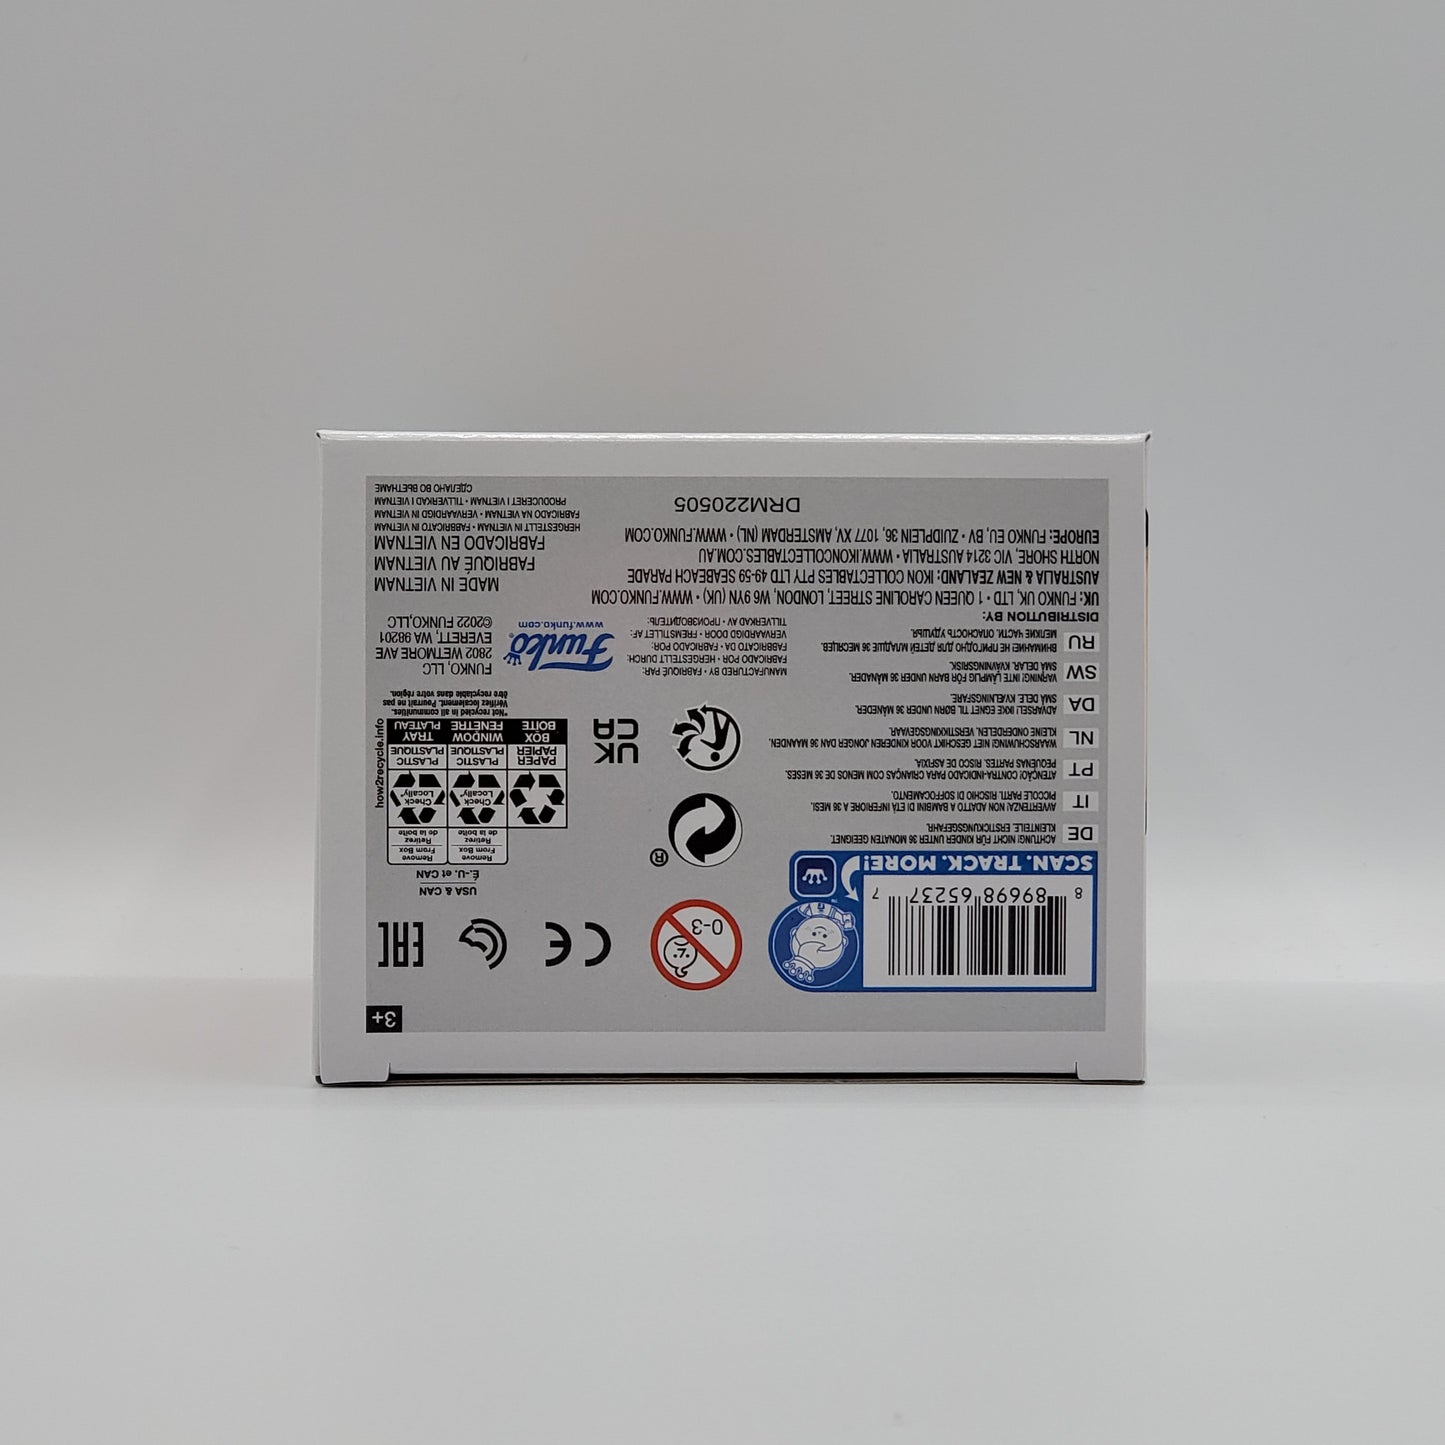 3+
8 89698 65237 7
SCAN. TRACK. MORE!
0-3
®
USA & CAN
É.-U. et CAN
Remove
From Box
Retirez
de la boîte
Remove
From Box
Retirez
de la boîte
Check
Locally*
Check
Locally*
PAPER
PAPIER
BOX
BOÎTE
PLASTIC
PLASTIQUE
WINDOW
FENÊTRE
PLASTIC
PLASTIQUE
TRAY
PLATEAU
how2recycle.info
*Not recycled in all communities.
Vérifiez localement. Pourrait ne pas
être recyclable dans votre région.
CE
EAC
UK
CA
DE ACHTUNG! NICHT FÜR KINDER UNTER 36 MONATEN GEEIGNET.
KLEINTEILE. ERSTICKUNGSGEFAHR.
IT AVVERTENZA: NON ADATTO A BAMBINI DI ETÀ INFERIORE A 36 MESI.
PICCOLE PARTI. RISCHIO DI SOFFOCAMENTO.
PT ATENÇÃO: CONTRA-INDICADO PARA CRIANÇAS COM MENOS DE 36 MESES.
PEQUENAS PARTES. RISCO DE ASFIXIA.
NL WAARSCHUWING! NIET GESCHIKT VOOR KINDEREN JONGER DAN 36 MAANDEN
KLEINE ONDERDELEN. VERSTIKKINGSGEVAAR.
DA ADVARSEL! IKKE EGNET TIL BØRN UNDER 36 MÅNEDER.
SMÅ DELE. KVÆLNINGSFARE.
SW VARNING! INTE LÄMPLIG FÖR BARN UNDER 36 MÅNADER.
SMÅ DELAR. KVÄVNINGSRISK.
RU ВНИМАНИЕ! НЕ ПРИГОДНО ДЛЯ ДЕТЕЙ МЛАДШЕ 36 МЕСЯЦЕВ.
МЕЛКИЕ ЧАСТИ. ОПАСНОСТЬ УДУШЬЯ.
MANUFACTURED BY • FABRIQUÉ PAR:
FABRICADO POR • HERGESTELLT DURCH:
FABBRICATO DA • FABRICADO POR:
VERVAARDIGD DOOR • FREMSTILLET AF:
TILLVERKAD AV • ПРОИЗВОДИТЕЛЬ:
Funko®
www.funko.com
FUNKO, LLC
2802 WETMORE AVE
EVERETT, WA 98201
©2022 FUNKO,LLC
DISTRIBUTION BY:
UK: FUNKO UK, LTD • 1 QUEEN CAROLINE STREET, LONDON, W6 9YN (UK) • WWW.FUNKO.COM
AUSTRALIA & NEW ZEALAND: IKON COLLECTABLES PTY LTD 49-59 SEABEACH PARADE
NORTH SHORE, VIC 3214 AUSTRALIA • WWW.IKONCOLLECTABLES.COM.AU
EUROPE: FUNKO EU, BV • ZUIDPLEIN 36, 1077 XV, AMSTERDAM (NL) • WWW.FUNKO.COM
DRM220505
MADE IN VIETNAM
FABRIQUÉ AU VIETNAM
FABRICADO EN VIETNAM
HERGESTELLT IN VIETNAM • FABBRICATO IN VIETNAM
FABRICADO NA VIETNAM • VERVAARDIGD IN VIETNAM
PRODUCERET I VIETNAM • TILLVERKAD I VIETNAM
СДЕЛАНО ВО ВЬЕТНАМЕ